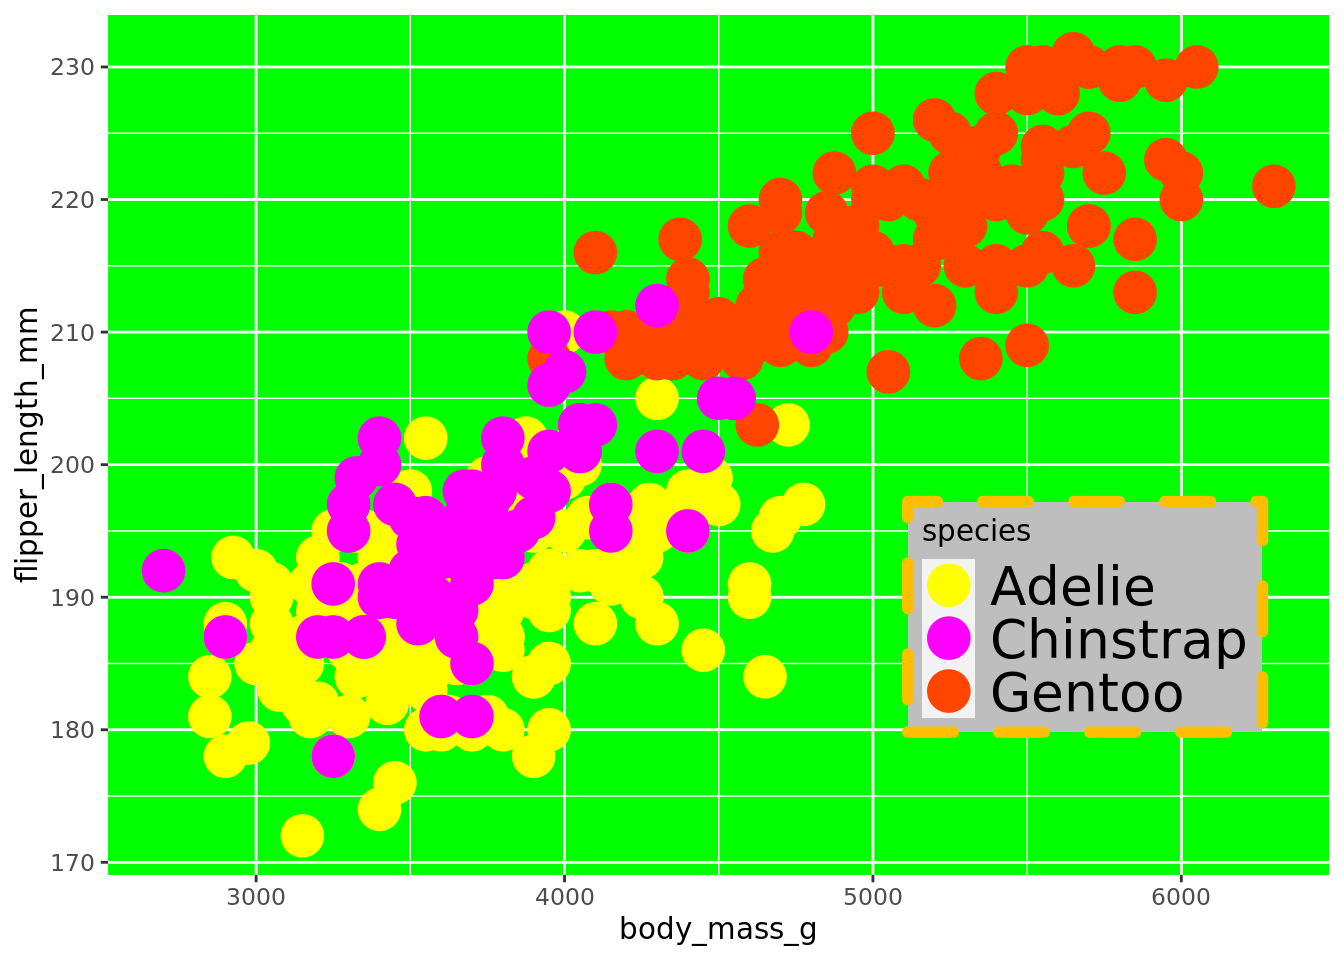 230
220
210
200
190
180
170
flipper_length_mm
species
Adelie
Chinstrap
Gentoo
3000 4000 5000 6000
body_mass_g